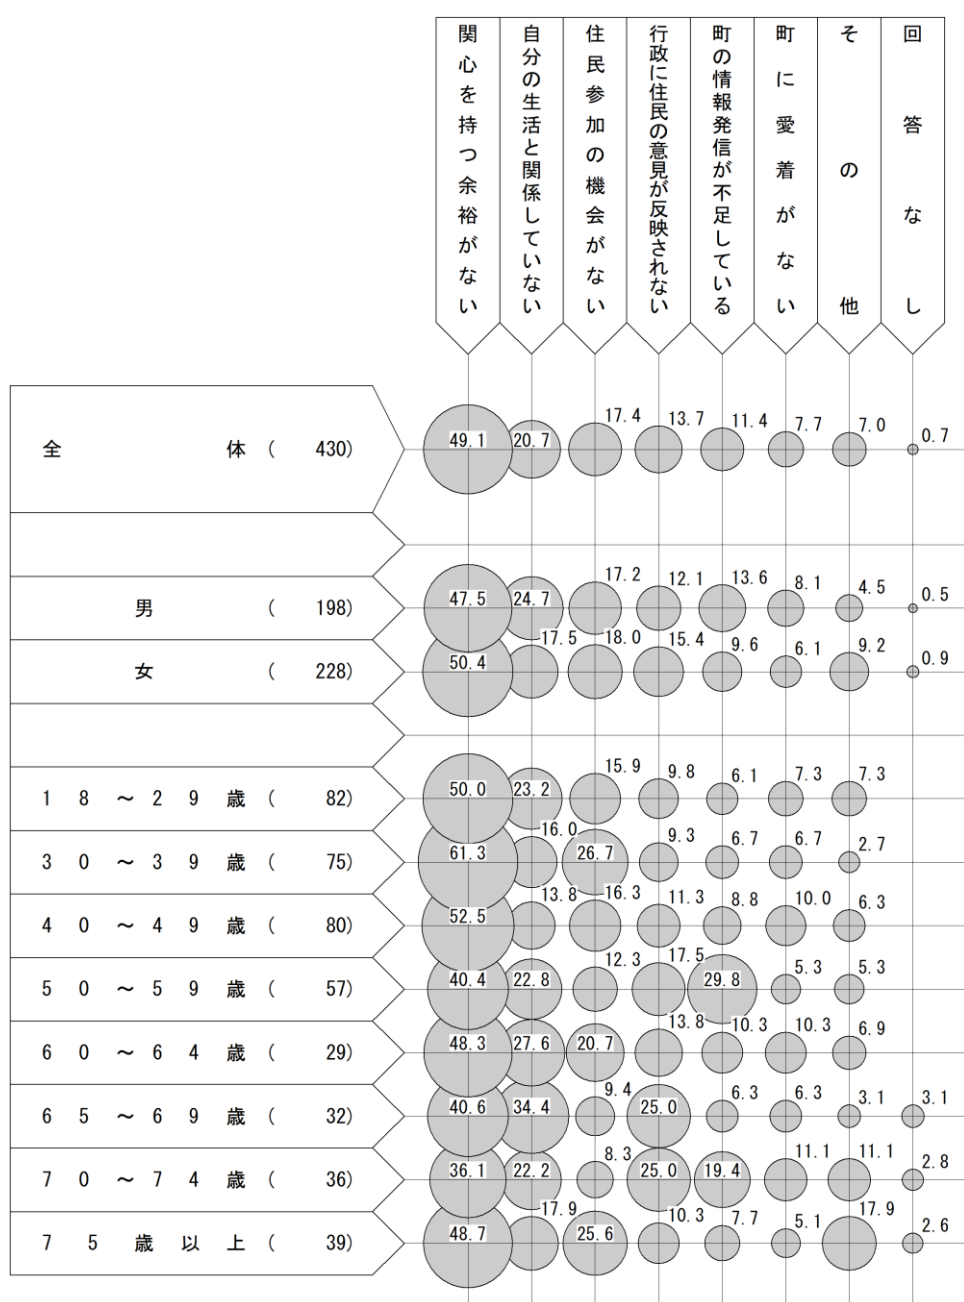 関心を持つ余裕がない
自分の生活と関係していない
住民参加の機会がない
行政に住民の意見が反映されない
町の情報発信が不足している
町に愛着がない
その他
回答なし
全体(430) 49.1 20.7 17.4 13.7 11.4 7.7 7.0 0.7
男(198) 47.5 24.7 17.2 12.1 13.6 8.1 4.5 0.5
女(228) 50.4 17.5 18.0 15.4 9.6 6.1 9.2 0.9
18~29歳(82) 50.0 23.2 15.9 9.8 6.1 7.3 7.3
30~39歳(75) 61.3 16.0 26.7 9.3 6.7 6.7 2.7
40~49歳(80) 52.5 13.8 16.3 11.3 8.8 10.0 6.3
50~59歳(57) 40.4 22.8 12.3 17.5 29.8 5.3 5.3
60~64歳(29) 48.3 27.6 20.7 13.8 10.3 10.3 6.9
65~69歳(32) 40.6 34.4 9.4 25.0 6.3 6.3 3.1 3.1
70~74歳(36) 36.1 22.2 8.3 25.0 19.4 11.1 11.1 2.8
75歳以上(39) 48.7 17.9 25.6 10.3 7.7 5.1 17.9 2.6